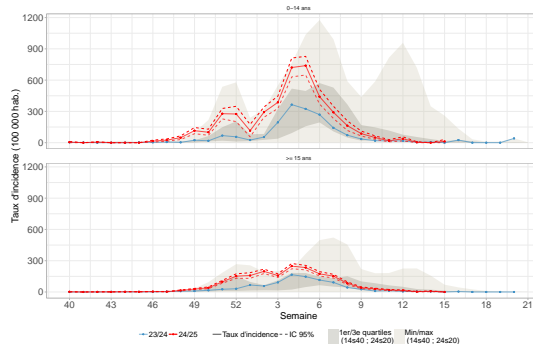 0−14 ans
1200
900
600
300
0
>= 15 ans
1200
900
600
300
0
Taux d'incidence (100 000 hab.)
40 43 46 49 52 3 6 9 12 15 18 20 21
Semaine
23/24 24/25 Taux d'incidence IC 95% 1er/3e quartiles (14s40 ; 24s20) Min/max (14s40 ; 24s20)